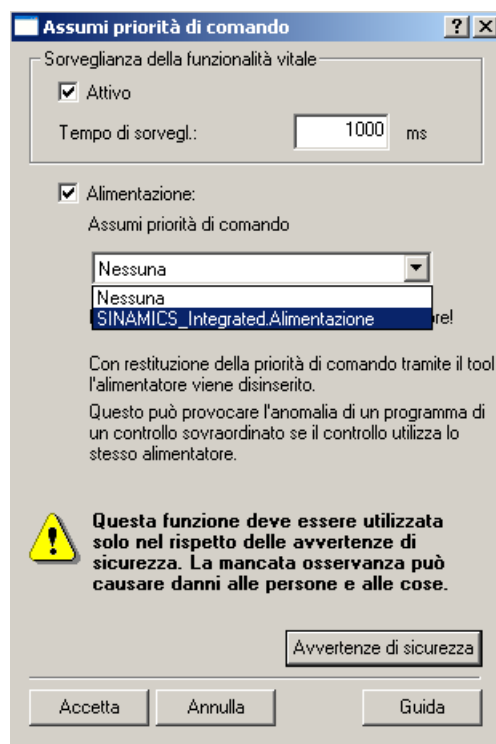 Assumi priorità di comando
Sorveglianza della funzionalità vitale
Attivo
Tempo di sorvegl.:
1000
ms
Alimentazione:
Assumi priorità di comando
Nessuna
Nessuna
SINAMICS_Integrated.Alimentazione
Con restituzione della priorità di comando tramite il tool
l'alimentatore viene disinserito.
Questo può provocare l'anomalia di un programma di
un controllo sovraordinato se il controllo utilizza lo
stesso alimentatore.
Questa funzione deve essere utilizzata
solo nel rispetto delle avvertenze di
sicurezza. La mancata osservanza può
causare danni alle persone e alle cose.
Avvertenze di sicurezza
Accetta
Annulla
Guida